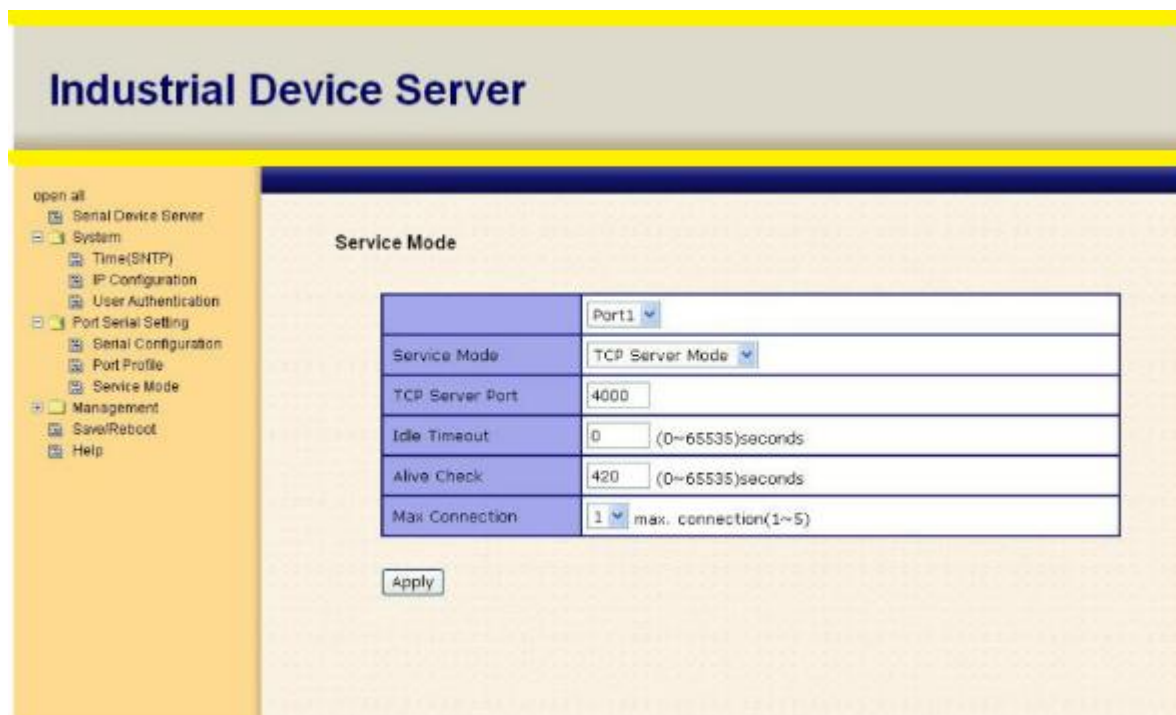 Industrial Device Server
open all
Serial Device Server
System
Time(SNTP)
IP Configuration
User Authentication
Port Serial Setting
Serial Configuration
Port Profile
Service Mode
Management
Save/Reboot
Help
Service Mode
Port1
Service Mode TCP Server Mode
TCP Server Port 4000
Idle Timeout 0 (0~65535)seconds
Alive Check 420 (0~65535)seconds
Max Connection 1 max. connection(1~5)
Apply